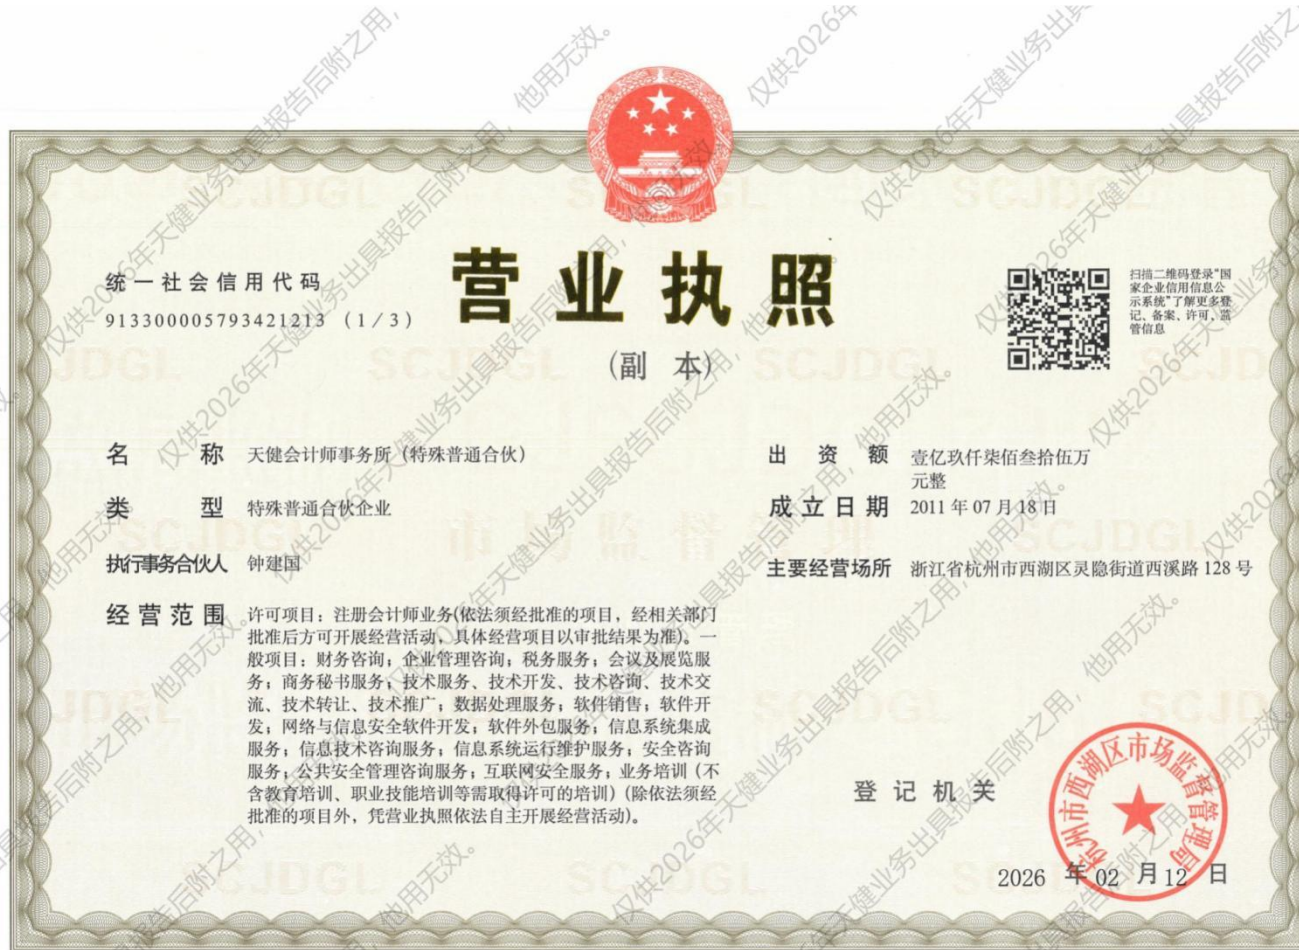 营业执照
(副 本)
统一社会信用代码
913300005793421213 (1/3)
扫描二维码登录“国
家企业信用信息公
示系统”了解更多登
记、备案、许可、监
管信息
名 称 天健会计师事务所(特殊普通合伙)
类 型 特殊普通合伙企业
执行事务合伙人 钟建国
经营范围 许可项目:注册会计师业务(依法须经批准的项目,经相关部门
批准后方可开展经营活动,具体经营项目以审批结果为准)。一
般项目:财务咨询;企业管理咨询;税务服务;会议及展览服
务;商务秘书服务;技术服务、技术开发、技术咨询、技术交
流、技术转让、技术推广;数据处理服务;软件销售;软件开
发;网络与信息安全软件开发;软件外包服务;信息系统集成
服务;信息技术咨询服务;信息系统运行维护服务;安全咨询
服务;公共安全管理咨询服务;互联网安全服务;业务培训(不
含教育培训、职业技能培训等需取得许可的培训)(除依法须经
批准的项目外,凭营业执照依法自主开展经营活动)。
出 资 额 壹亿玖仟柒佰叁拾伍万
元整
成立日期 2011年07月18日
主要经营场所 浙江省杭州市西湖区灵隐街道西溪路128号
登记机关
杭州市西湖区市场监督管理局
2026 年 02 月 12 日
仅供2026年天健业务出具报告后附之用,他用无效。
SCJDGL
市场监督管理